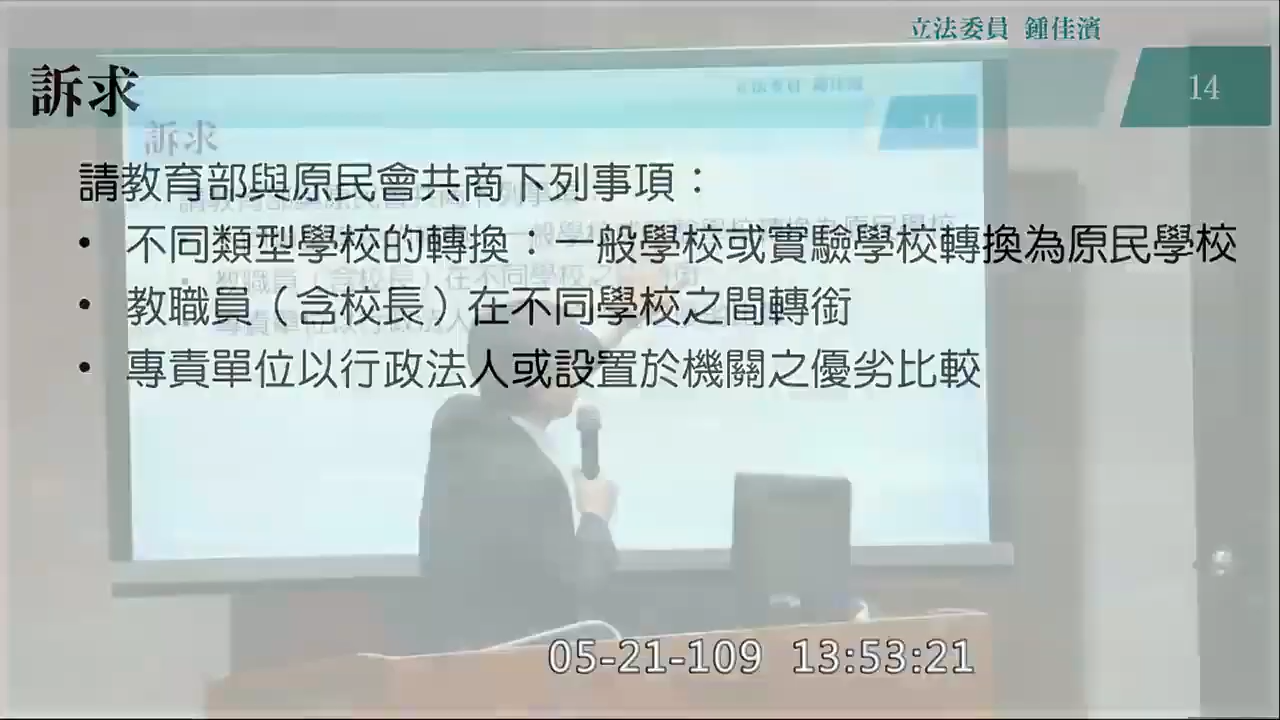 立法委員 鍾佳濱
訴求
14
請教育部與原民會共商下列事項：
• 不同類型學校的轉換：一般學校或實驗學校轉換為原民學校
• 教職員（含校長）在不同學校之間轉銜
• 專責單位以行政法人或設置於機關之優劣比較
訴求
14
05-21-109 13:53:21